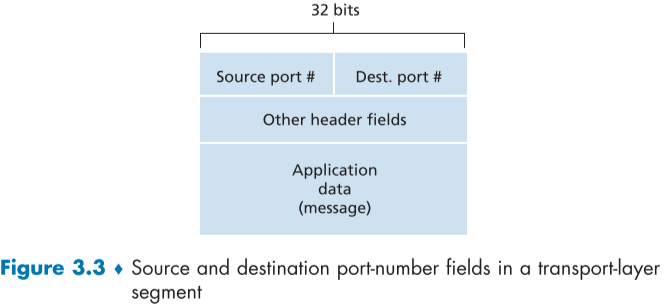 32 bits
Source port #
Dest. port #
Other header fields
Application
data
(message)
Figure 3.3 ♦ Source and destination port-number fields in a transport-layer
segment